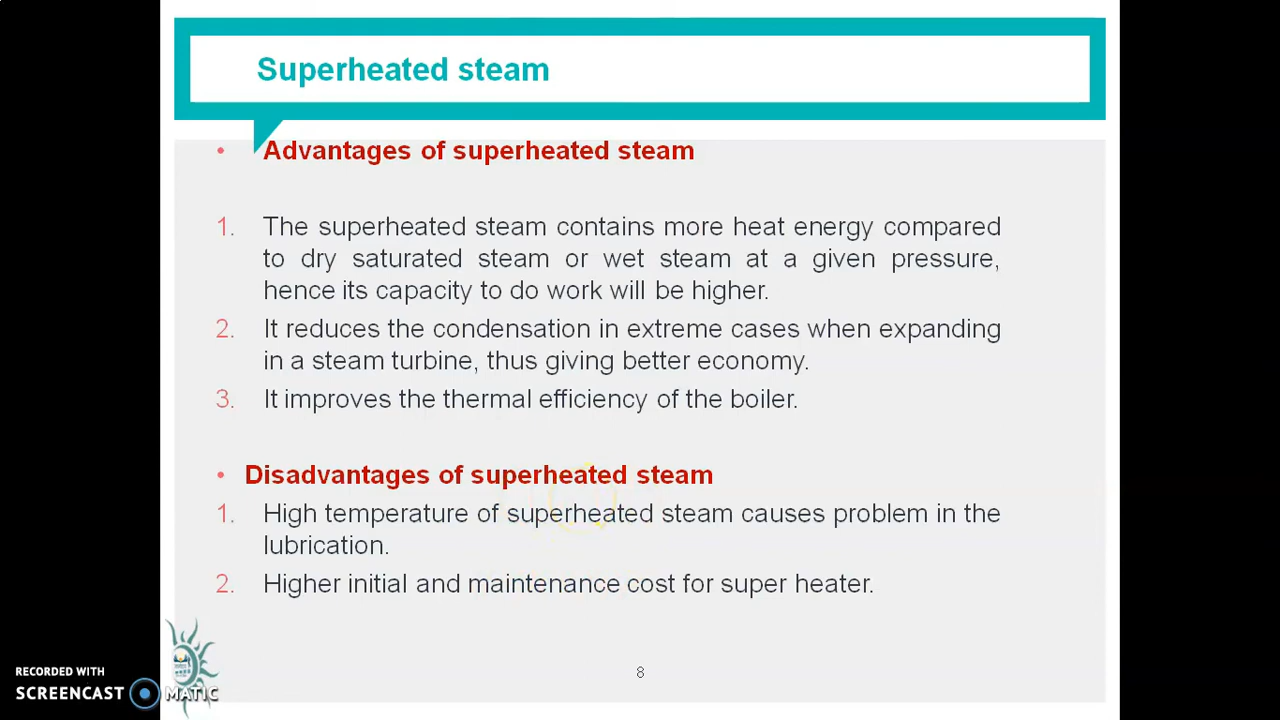 Superheated steam
• Advantages of superheated steam
1. The superheated steam contains more heat energy compared
to dry saturated steam or wet steam at a given pressure,
hence its capacity to do work will be higher.
2. It reduces the condensation in extreme cases when expanding
in a steam turbine, thus giving better economy.
3. It improves the thermal efficiency of the boiler.
• Disadvantages of superheated steam
1. High temperature of superheated steam causes problem in the
lubrication.
2. Higher initial and maintenance cost for super heater.
8
RECORDED WITH
SCREENCAST MATIC